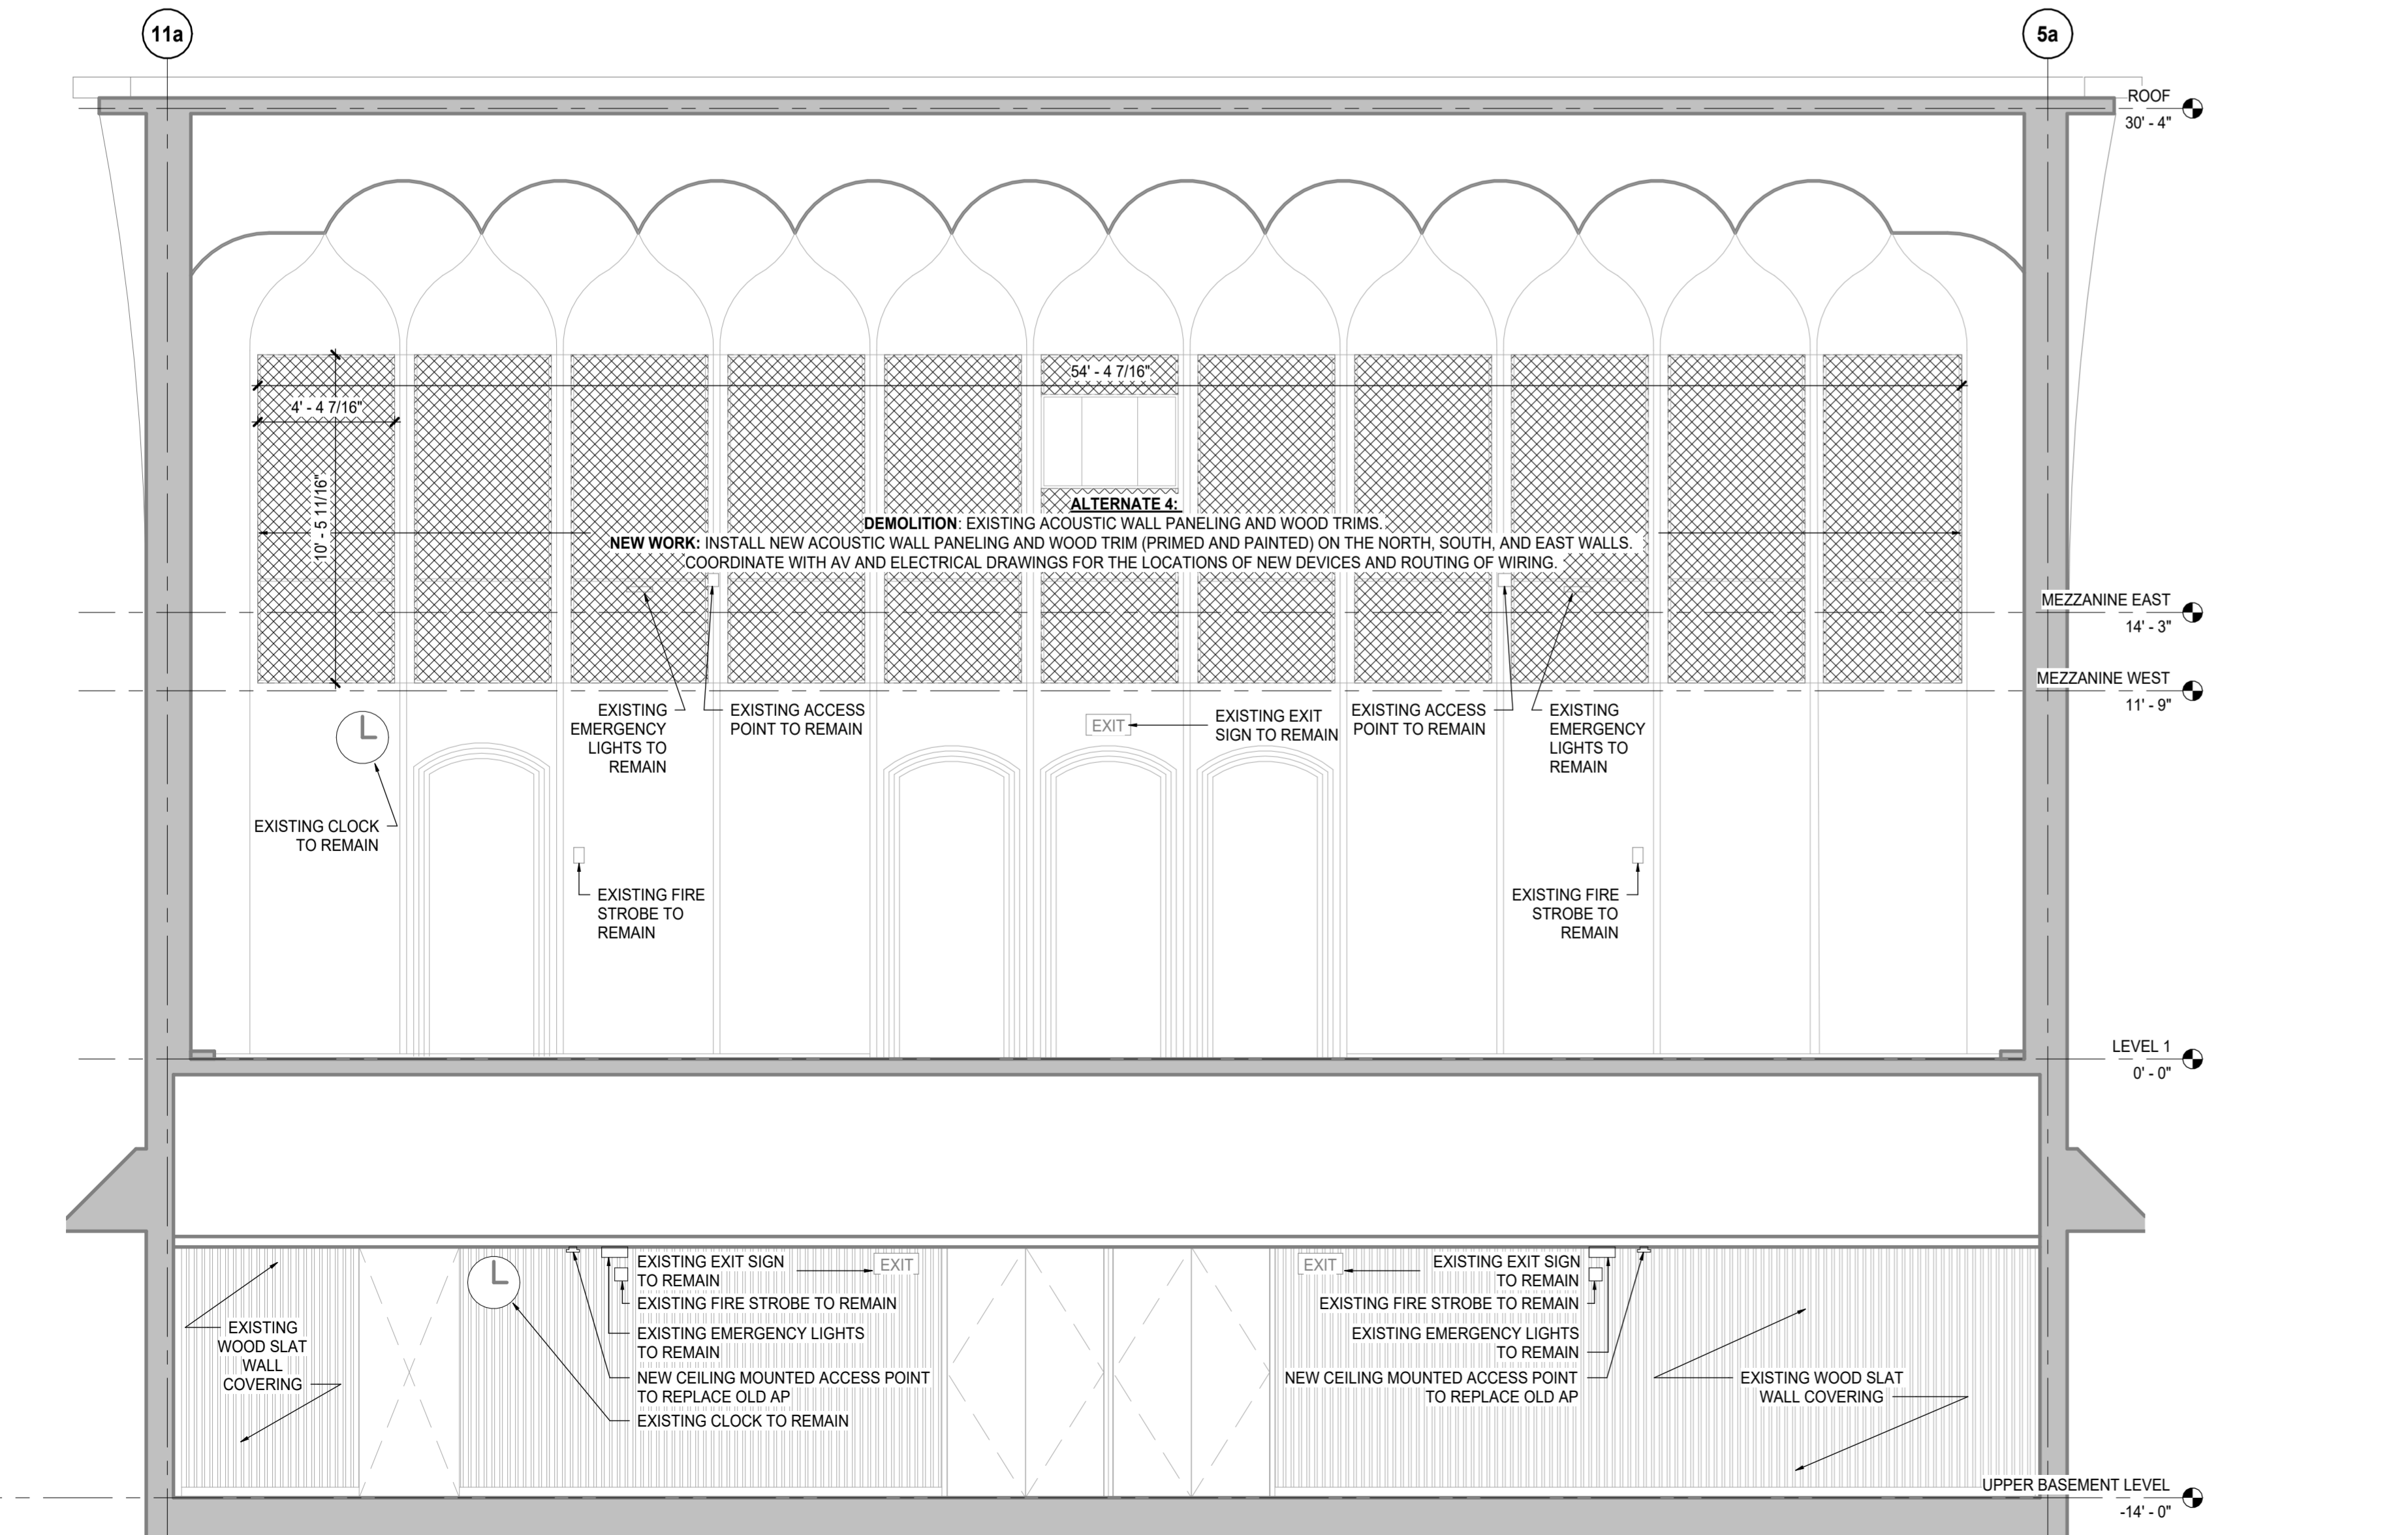 11a
5a
ROOF
30' - 4"
54' - 4 7/16"
4' - 4 7/16"
10' - 5 11/16"
ALTERNATE 4:
DEMOLITION: EXISTING ACOUSTIC WALL PANELING AND WOOD TRIMS.
NEW WORK: INSTALL NEW ACOUSTIC WALL PANELING AND WOOD TRIM (PRIMED AND PAINTED) ON THE NORTH, SOUTH, AND EAST WALLS.
COORDINATE WITH AV AND ELECTRICAL DRAWINGS FOR THE LOCATIONS OF NEW DEVICES AND ROUTING OF WIRING.
MEZZANINE EAST
14' - 3"
MEZZANINE WEST
11' - 9"
EXISTING
EMERGENCY
LIGHTS TO
REMAIN
EXISTING ACCESS
POINT TO REMAIN
EXIT
EXISTING EXIT
SIGN TO REMAIN
EXISTING ACCESS
POINT TO REMAIN
EXISTING
EMERGENCY
LIGHTS TO
REMAIN
EXISTING CLOCK
TO REMAIN
EXISTING FIRE
STROBE TO
REMAIN
EXISTING FIRE
STROBE TO
REMAIN
LEVEL 1
0' - 0"
EXISTING
WOOD SLAT
WALL
COVERING
EXISTING EXIT SIGN
TO REMAIN
EXIT
EXISTING FIRE STROBE TO REMAIN
EXISTING EMERGENCY LIGHTS
TO REMAIN
NEW CEILING MOUNTED ACCESS POINT
TO REPLACE OLD AP
EXISTING CLOCK TO REMAIN
EXIT
EXISTING EXIT SIGN
TO REMAIN
EXISTING FIRE STROBE TO REMAIN
EXISTING EMERGENCY LIGHTS
TO REMAIN
NEW CEILING MOUNTED ACCESS POINT
TO REPLACE OLD AP
EXISTING WOOD SLAT
WALL COVERING
UPPER BASEMENT LEVEL
-14' - 0"